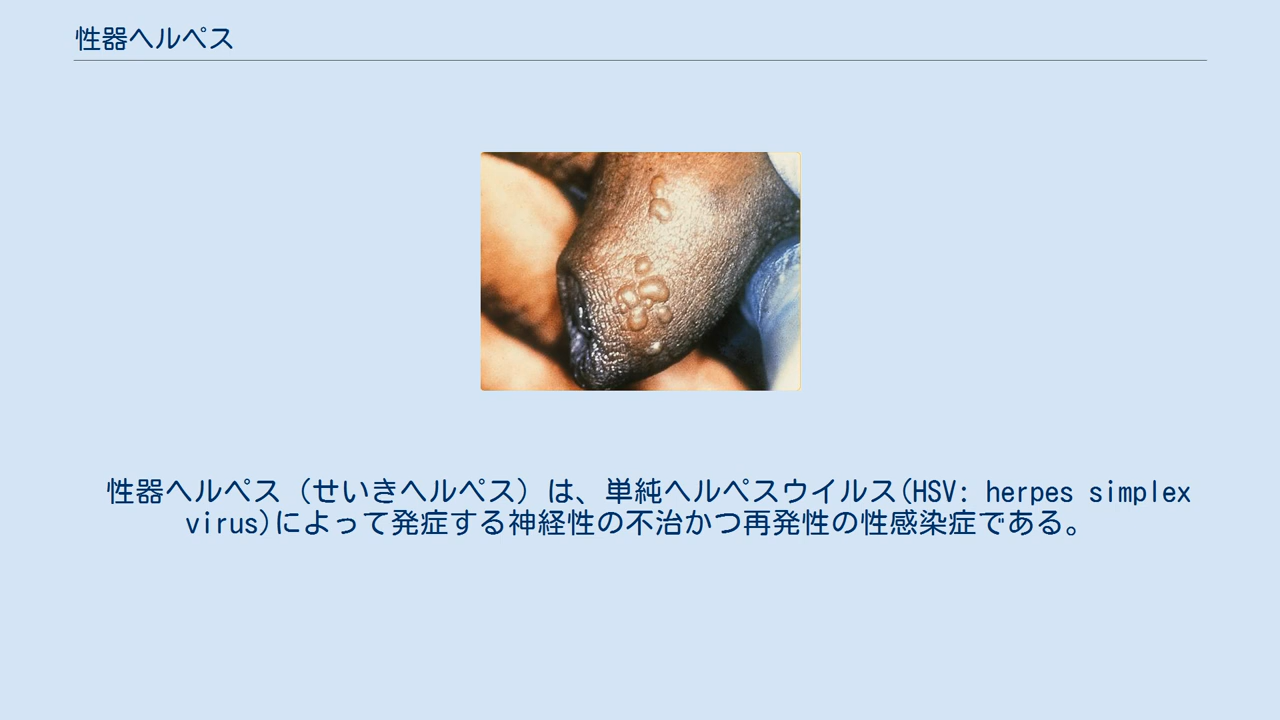 性器ヘルペス
性器ヘルペス（せいきヘルペス）は、単純ヘルペスウイルス(HSV: herpes simplex
virus)によって発症する神経性の不治かつ再発性の性感染症である。